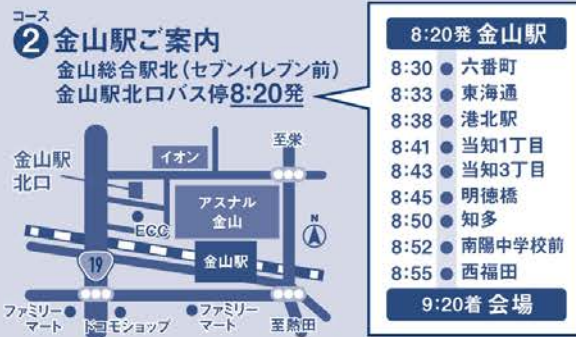 コース
2 金山駅ご案内
金山総合駅北(セブンイレブン前)
金山駅北口バス停8:20発
8:20発 金山駅
8:30 ● 六番町
8:33 ● 東海通
8:38 ● 港北駅
8:41 ● 当知1丁目
8:43 ● 当知3丁目
8:45 ● 明徳橋
8:50 ● 知多
8:52 ● 南陽中学校前
8:55 ● 西福田
9:20着 会場
至栄
イオン
金山駅
北口
アスナル
金山
ECC
N
金山駅
19
ファミリー
マート
ドコモショップ
ファミリー
マート
至熱田